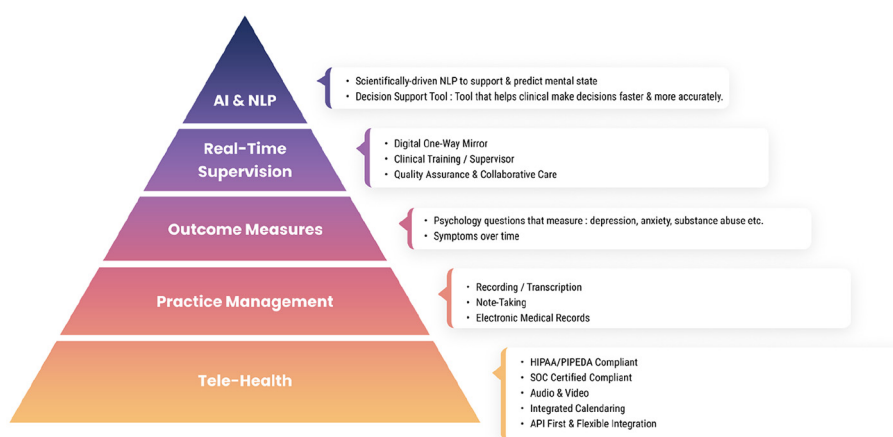 AI & NLP
• Scientifically-driven NLP to support & predict mental state
• Decision Support Tool : Tool that helps clinical make decisions faster & more accurately.
Real-Time
Supervision
• Digital One-Way Mirror
• Clinical Training / Supervisor
• Quality Assurance & Collaborative Care
Outcome Measures
• Psychology questions that measure : depression, anxiety, substance abuse etc.
• Symptoms over time
Practice Management
• Recording / Transcription
• Note-Taking
• Electronic Medical Records
Tele-Health
• HIPAA/PIPEDA Compliant
• SOC Certified Compliant
• Audio & Video
• Integrated Calendaring
• API First & Flexible Integration